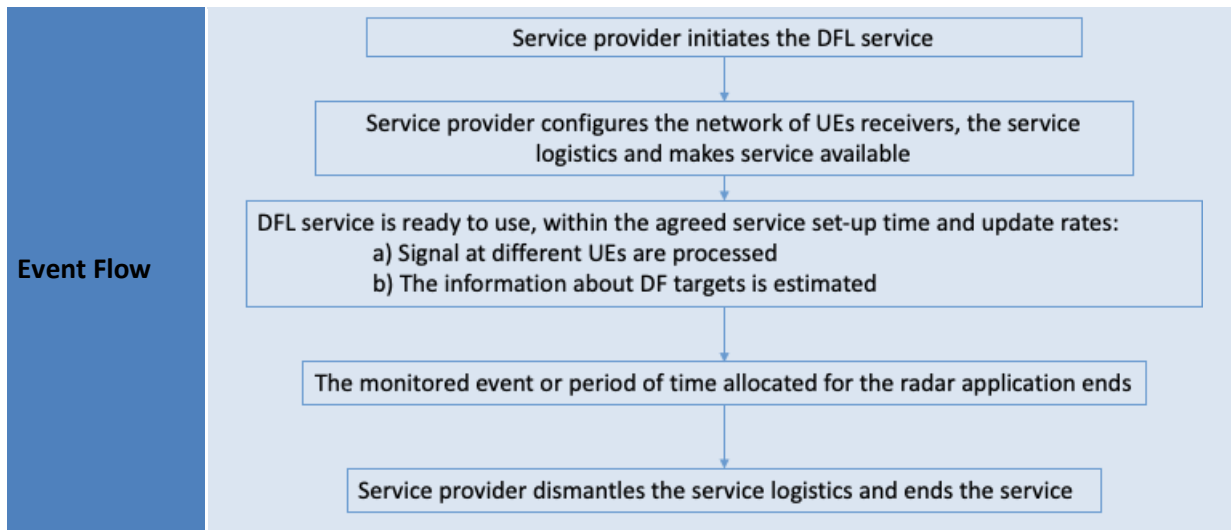 Event Flow
Service provider initiates the DFL service
Service provider configures the network of UEs receivers, the service
logistics and makes service available
DFL service is ready to use, within the agreed service set-up time and update rates:
a) Signal at different UEs are processed
b) The information about DF targets is estimated
The monitored event or period of time allocated for the radar application ends
Service provider dismantles the service logistics and ends the service